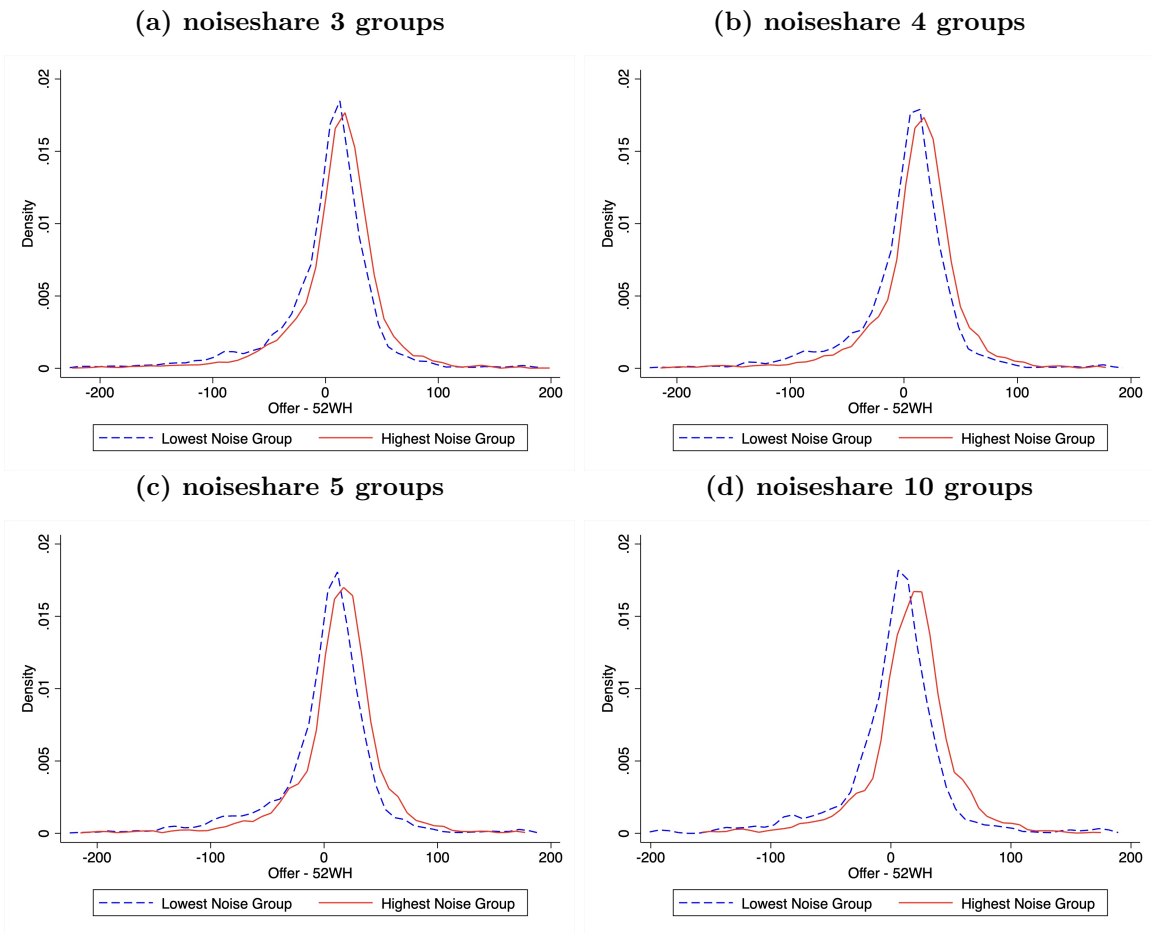 (a) noiseshare 3 groups
.02
.015
.01
.005
0
Density
-200 -100 0 100 200
Offer - 52WH
Lowest Noise Group Highest Noise Group
(b) noiseshare 4 groups
.02
.015
.01
.005
0
Density
-200 -100 0 100 200
Offer - 52WH
Lowest Noise Group Highest Noise Group
(c) noiseshare 5 groups
.02
.015
.01
.005
0
Density
-200 -100 0 100 200
Offer - 52WH
Lowest Noise Group Highest Noise Group
(d) noiseshare 10 groups
.02
.015
.01
.005
0
Density
-200 -100 0 100 200
Offer - 52WH
Lowest Noise Group Highest Noise Group